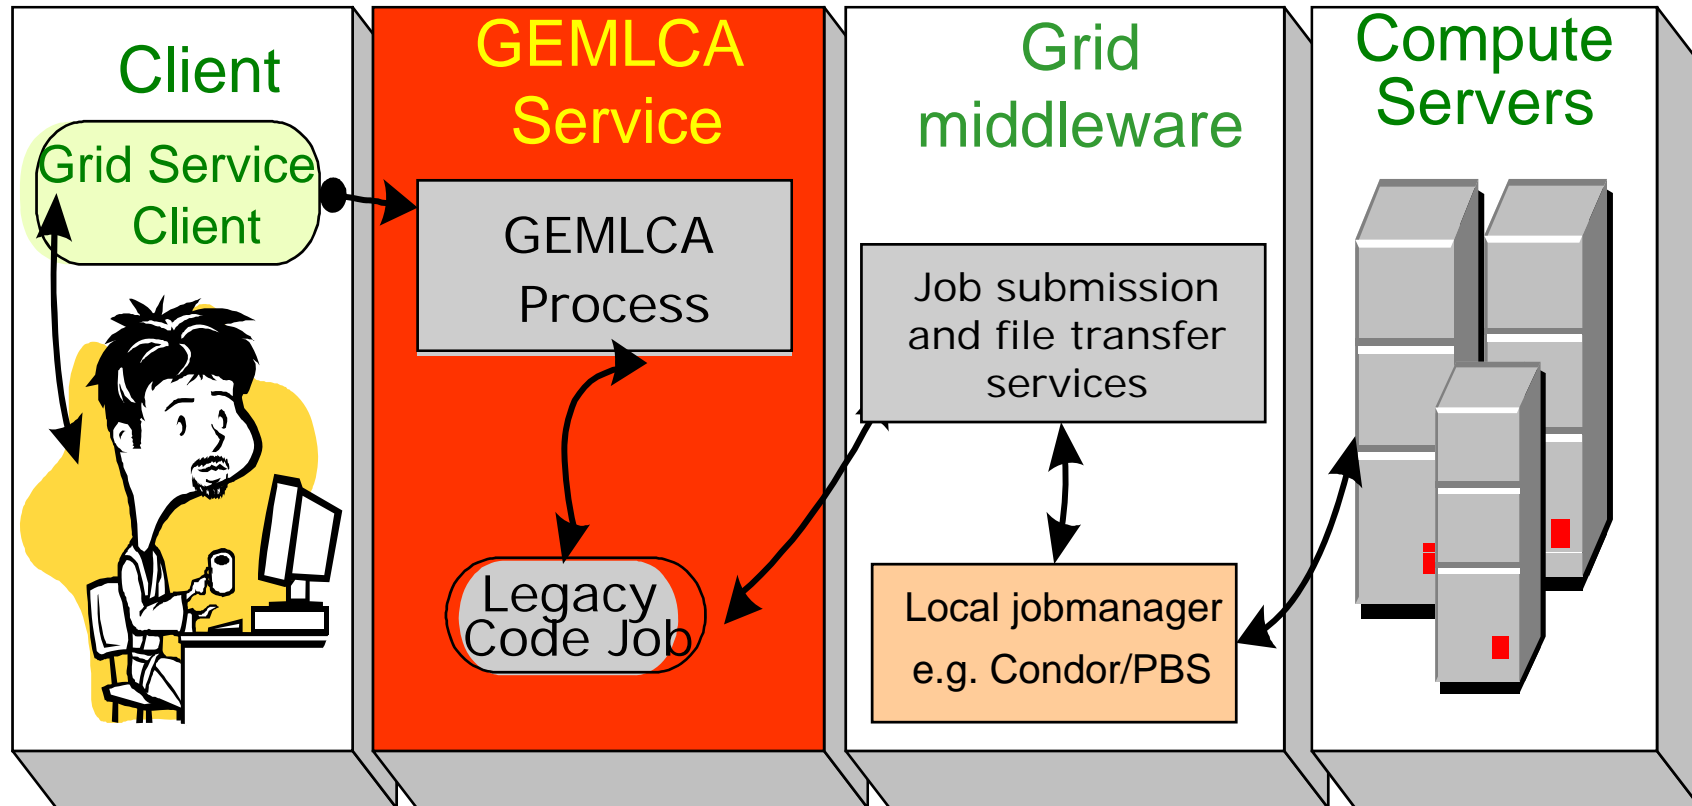 Client
Grid Service
Client
GEMLCA
Service
GEMLCA
Process
Legacy
Code Job
Grid
middleware
Job submission
and file transfer
services
Local jobmanager
e.g. Condor/PBS
Compute
Servers